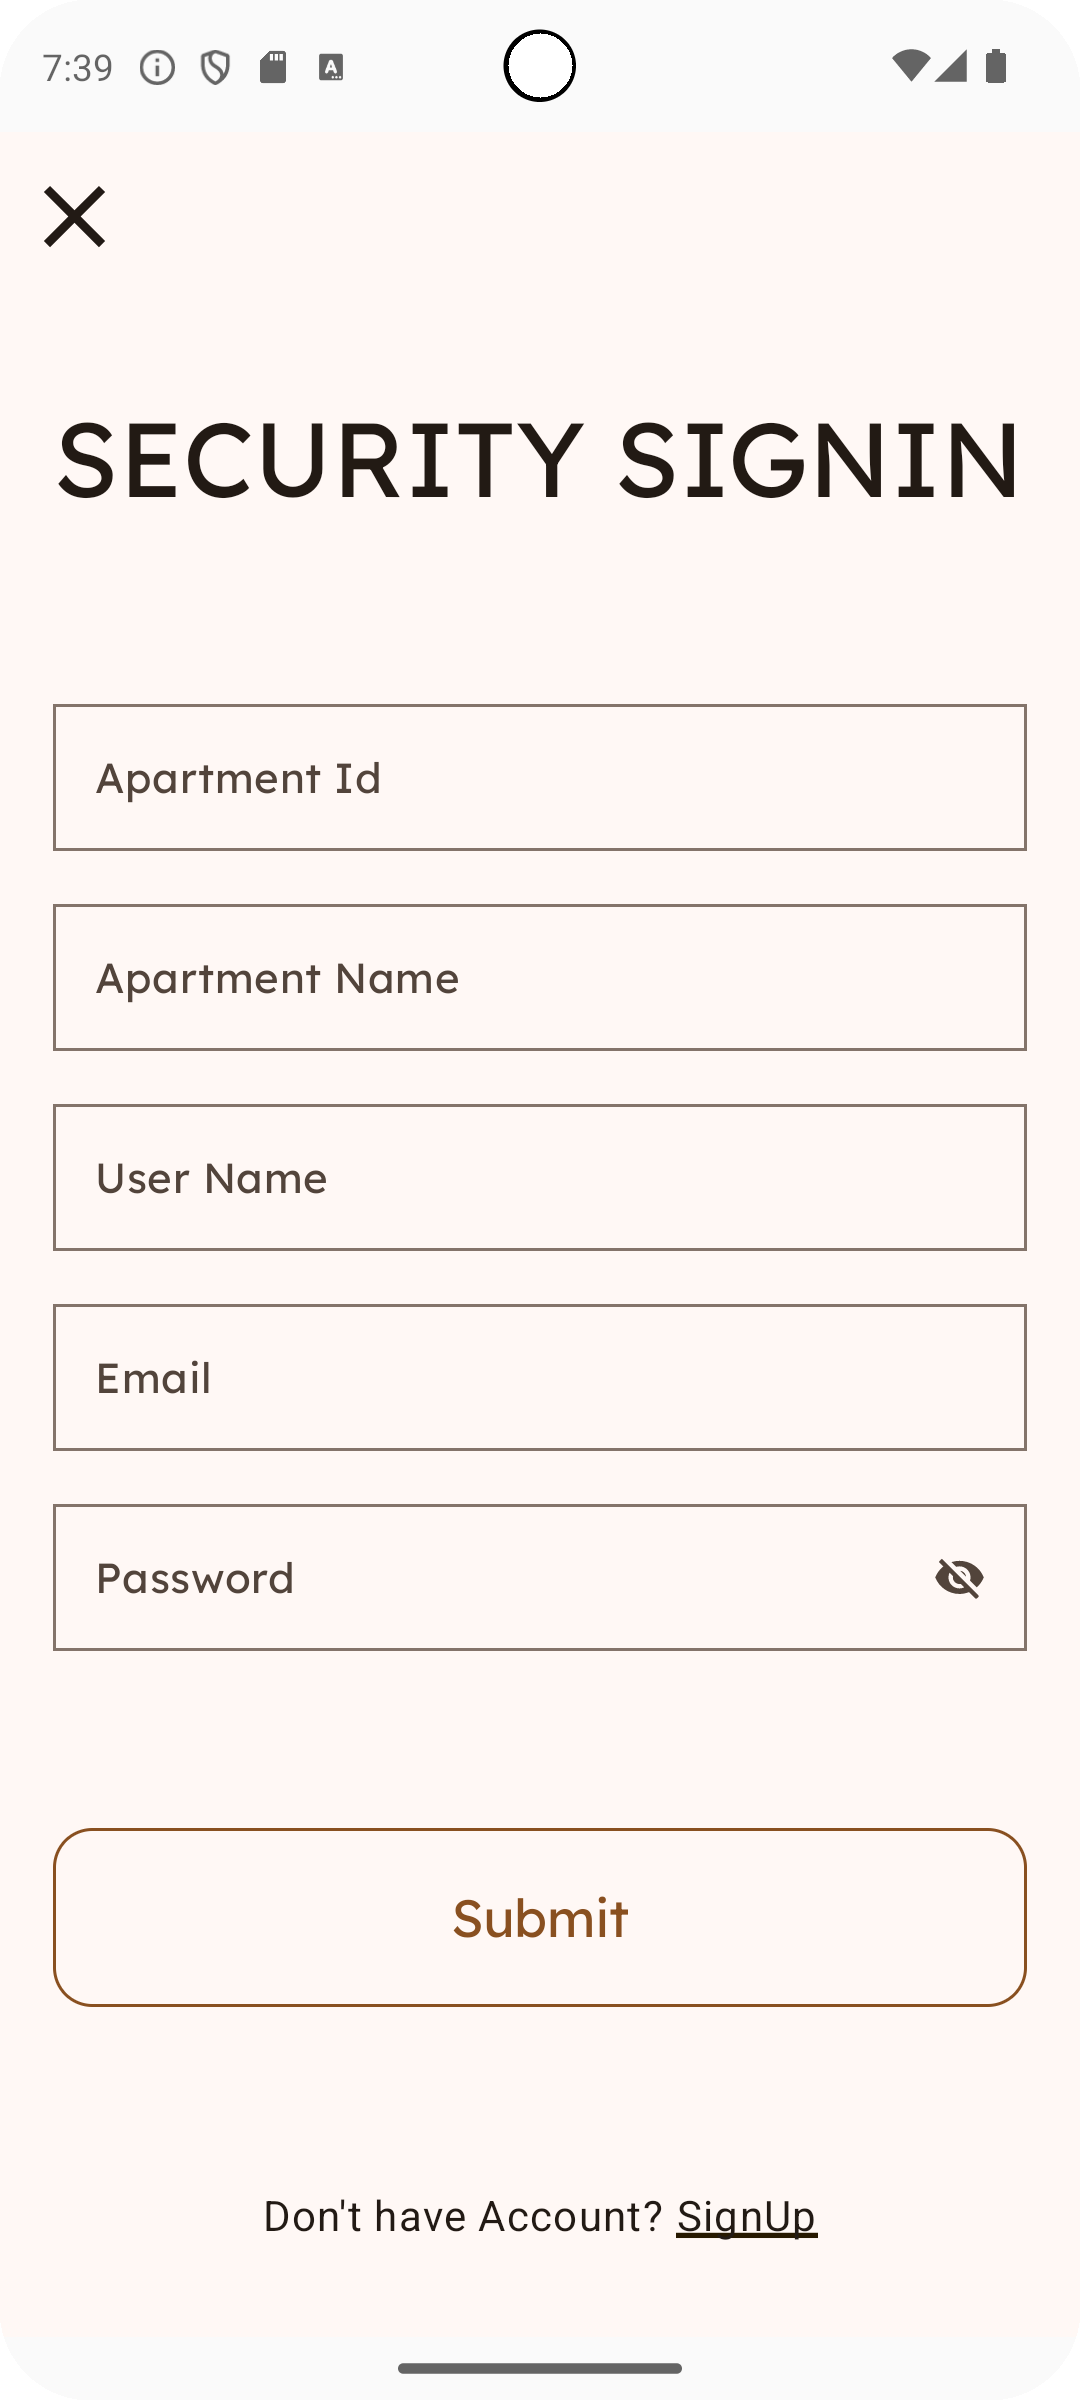 7:39
SECURITY SIGNIN
Apartment Id
Apartment Name
User Name
Email
Password
Submit
Don't have Account? SignUp